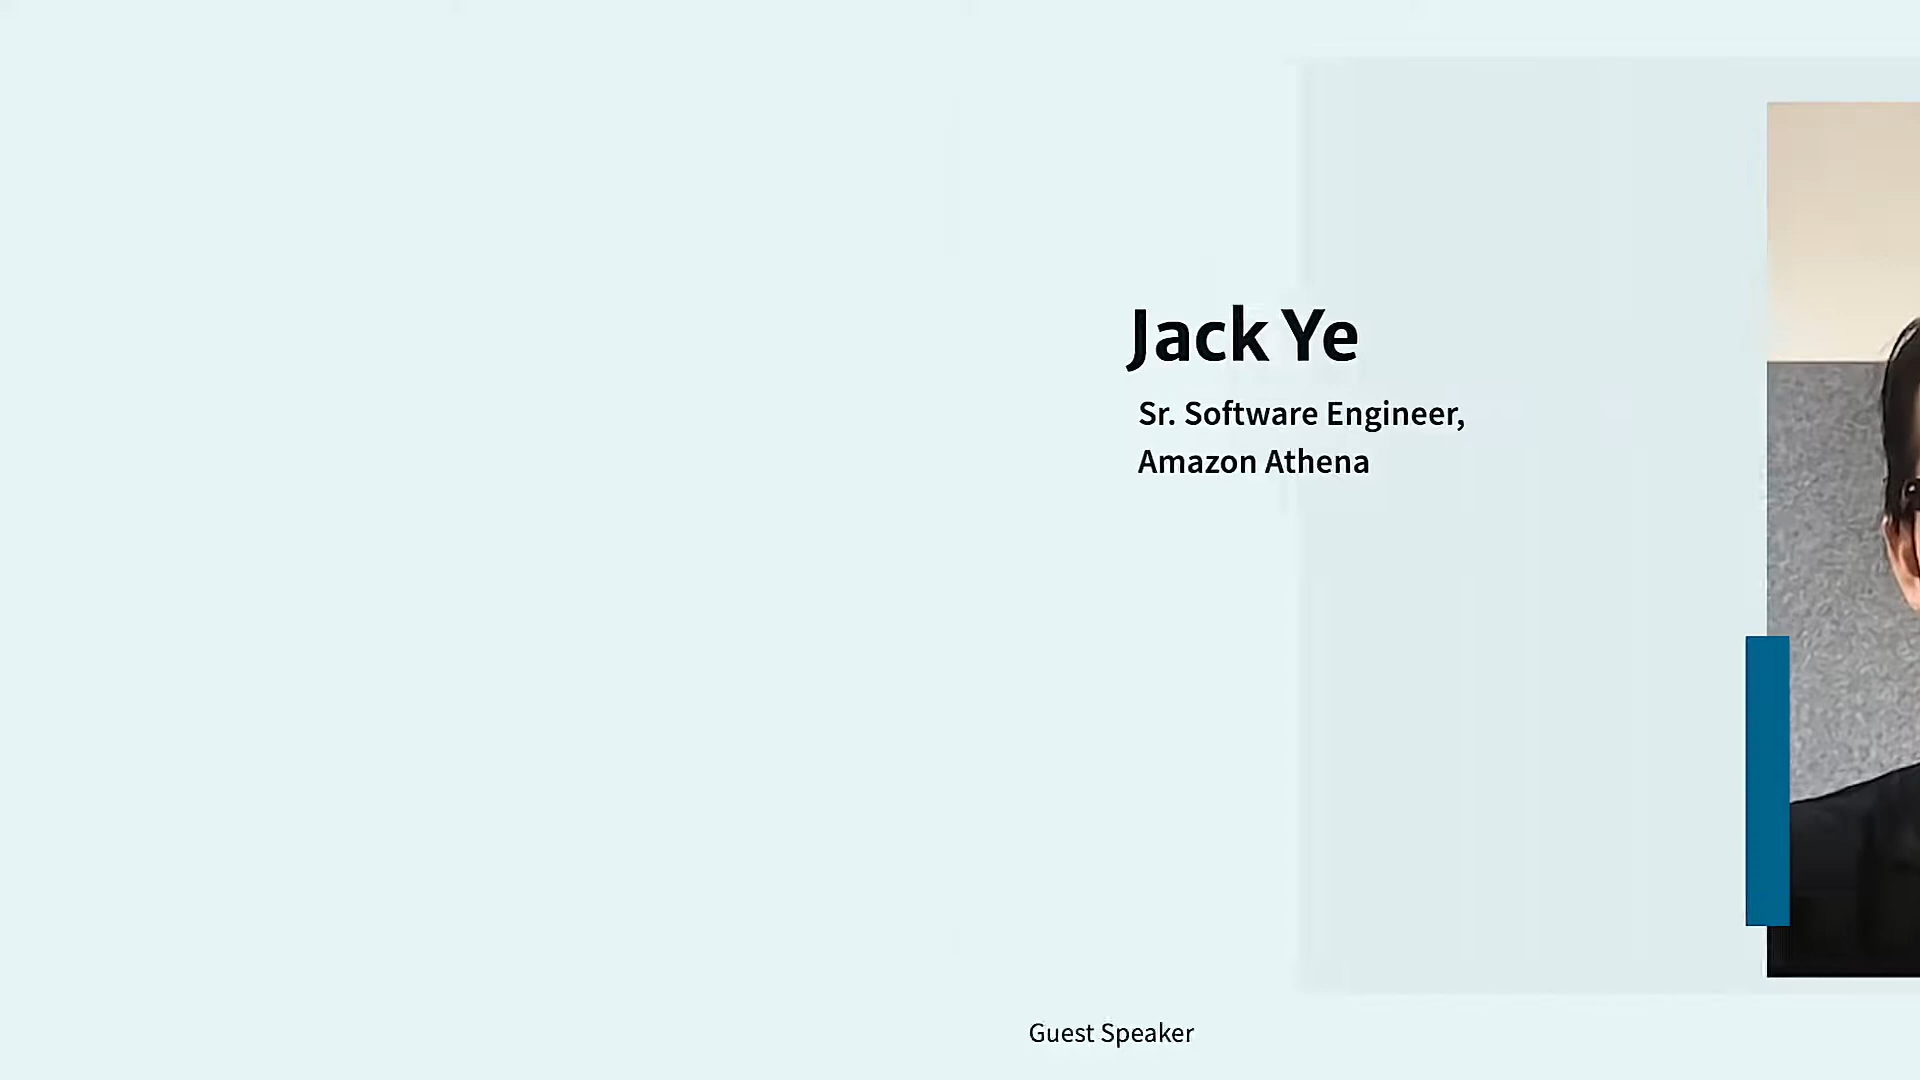 Jack Ye
Sr. Software Engineer,
Amazon Athena
Guest Speaker